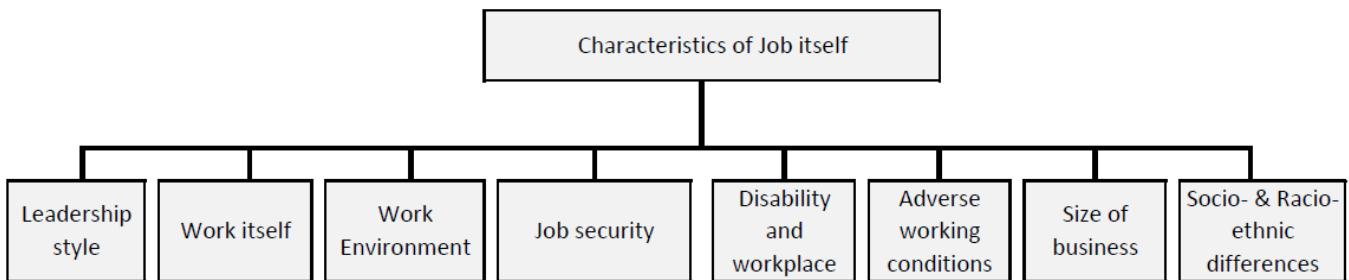 Characteristics of Job itself
Leadership
style
Work itself
Work
Environment
Job security
Disability
and
workplace
Adverse
working
conditions
Size of
business
Socio- & Racio-
ethnic
differences